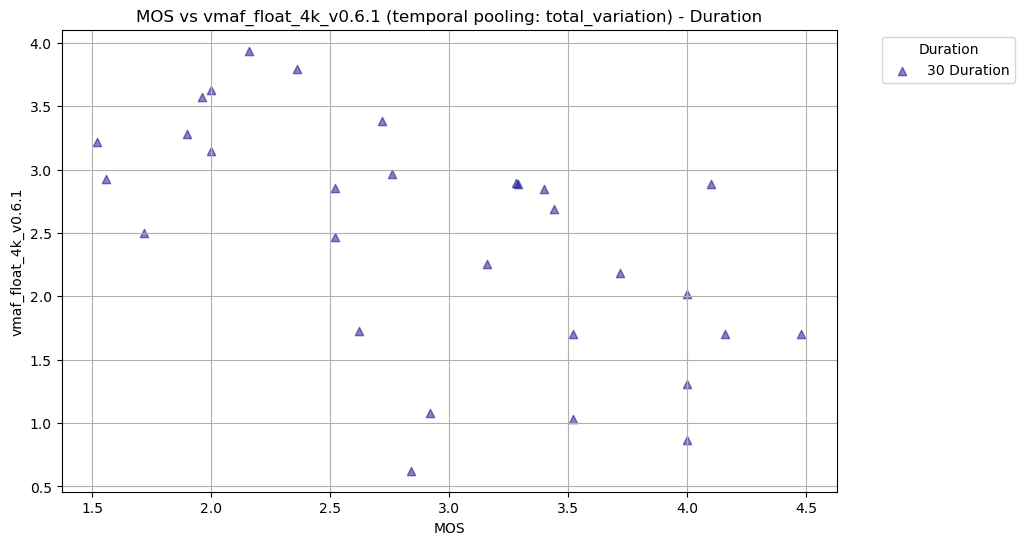 MOS vs vmaf_float_4k_v0.6.1 (temporal pooling: total_variation) - Duration
4.0
3.5
3.0
2.5
2.0
1.5
1.0
0.5
vmaf_float_4k_v0.6.1
1.5 2.0 2.5 3.0 3.5 4.0 4.5
MOS
Duration
30 Duration